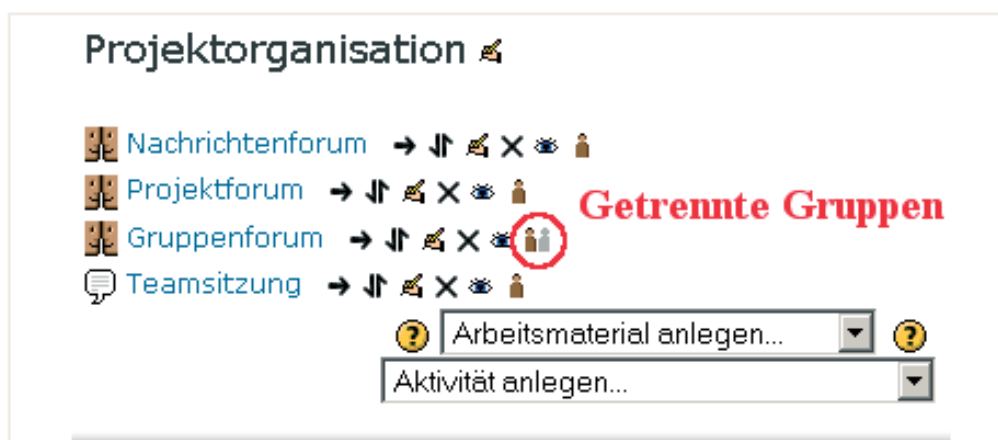 Projektorganisation
Nachrichtenforum
Projektforum
Getrennte Gruppen
Gruppenforum
Teamsitzung
? Arbeitsmaterial anlegen... ?
Aktivität anlegen...